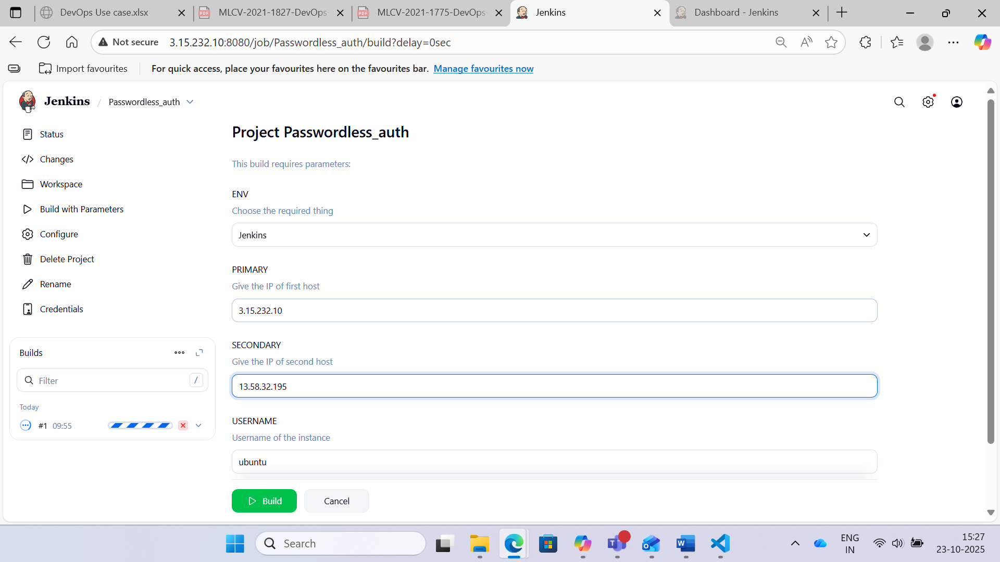 DevOps Use case.xlsx
MLCV-2021-1827-DevOps-
MLCV-2021-1775-DevOps-
Jenkins
Dashboard - Jenkins
Not secure
3.15.232.10:8080/job/Passwordless_auth/build?delay=0sec
Import favourites
For quick access, place your favourites here on the favourites bar. Manage favourites now
Jenkins / Passwordless_auth
Status
Changes
Workspace
Build with Parameters
Configure
Delete Project
Rename
Credentials
Builds
Filter /
Today
#1 09:55
Project Passwordless_auth
This build requires parameters:
ENV
Choose the required thing
Jenkins
PRIMARY
Give the IP of first host
3.15.232.10
SECONDARY
Give the IP of second host
13.58.32.195
USERNAME
Username of the instance
ubuntu
Build
Cancel
Search
ENG
IN
15:27
23-10-2025